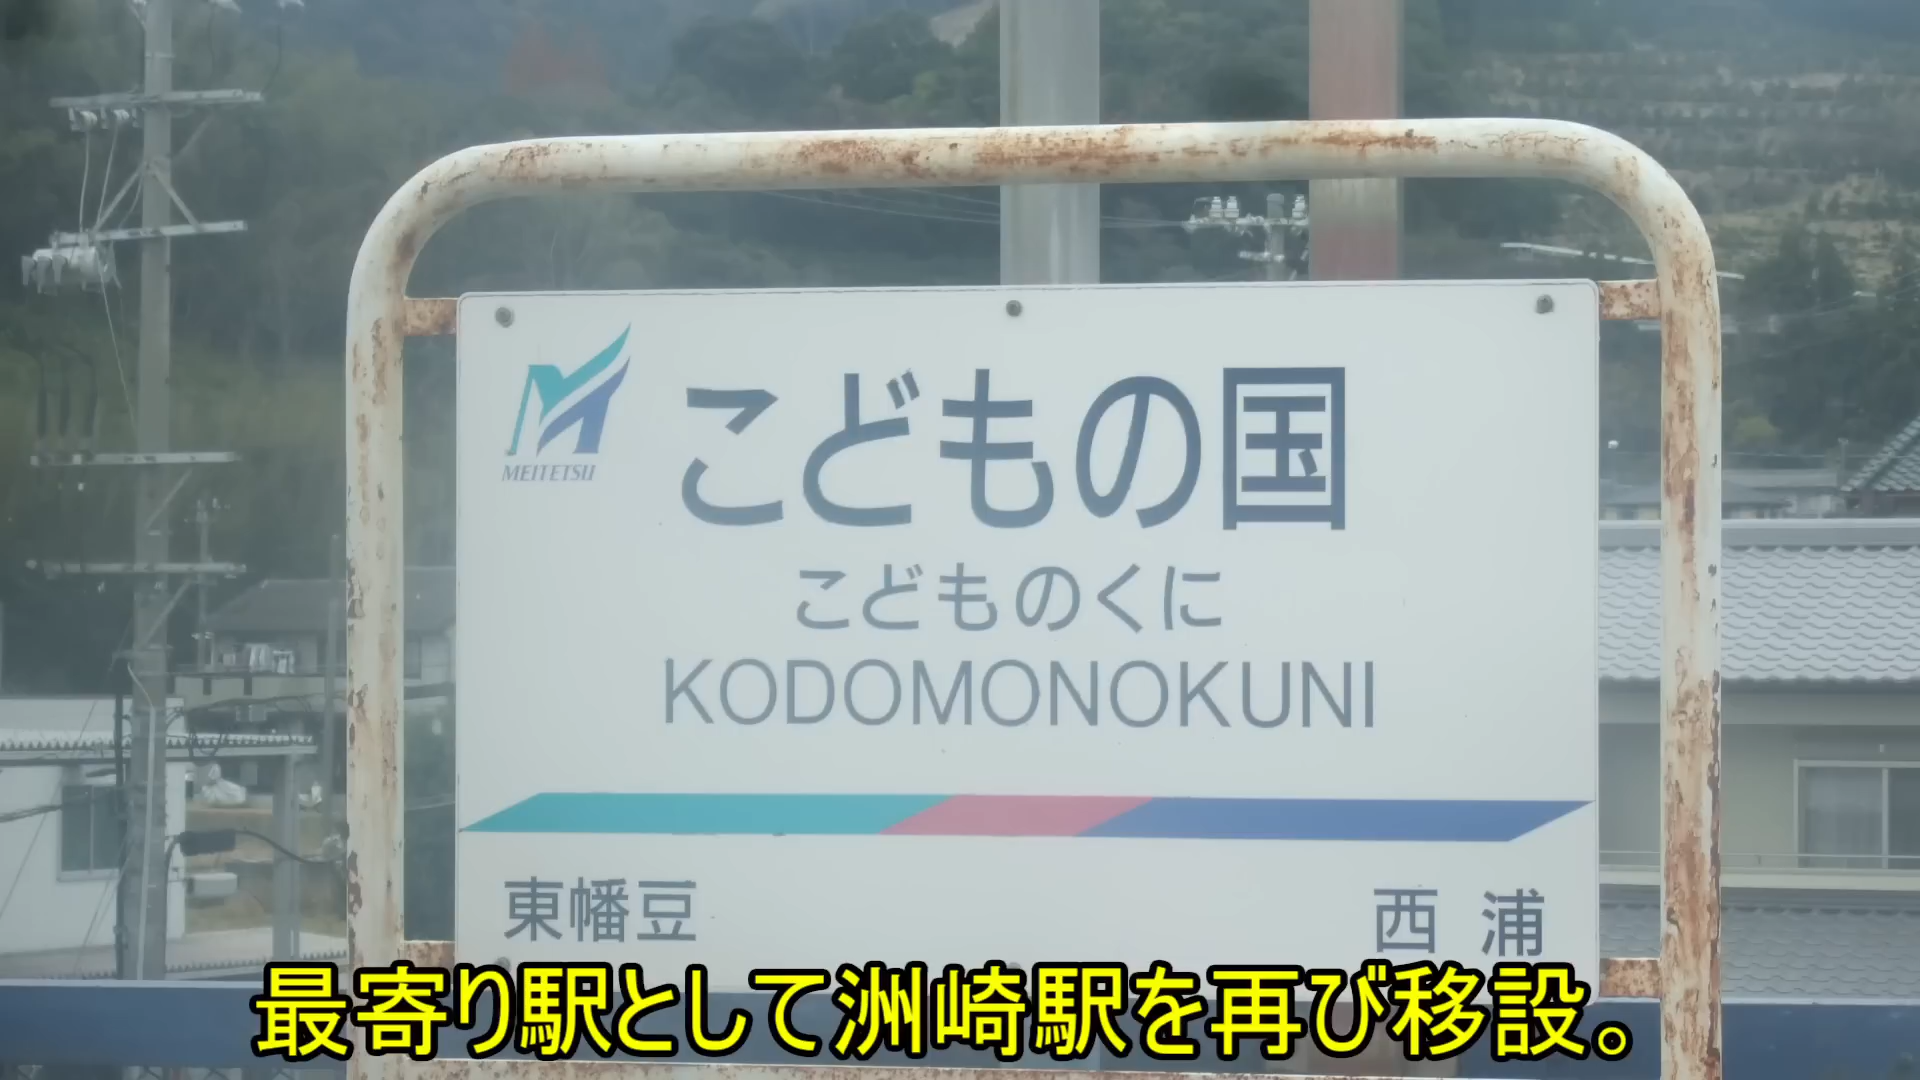 MEITETSU
こどもの国
こどものくに
KODOMONOKUNI
東幡豆 西浦
最寄り駅として洲崎駅を再び移設。